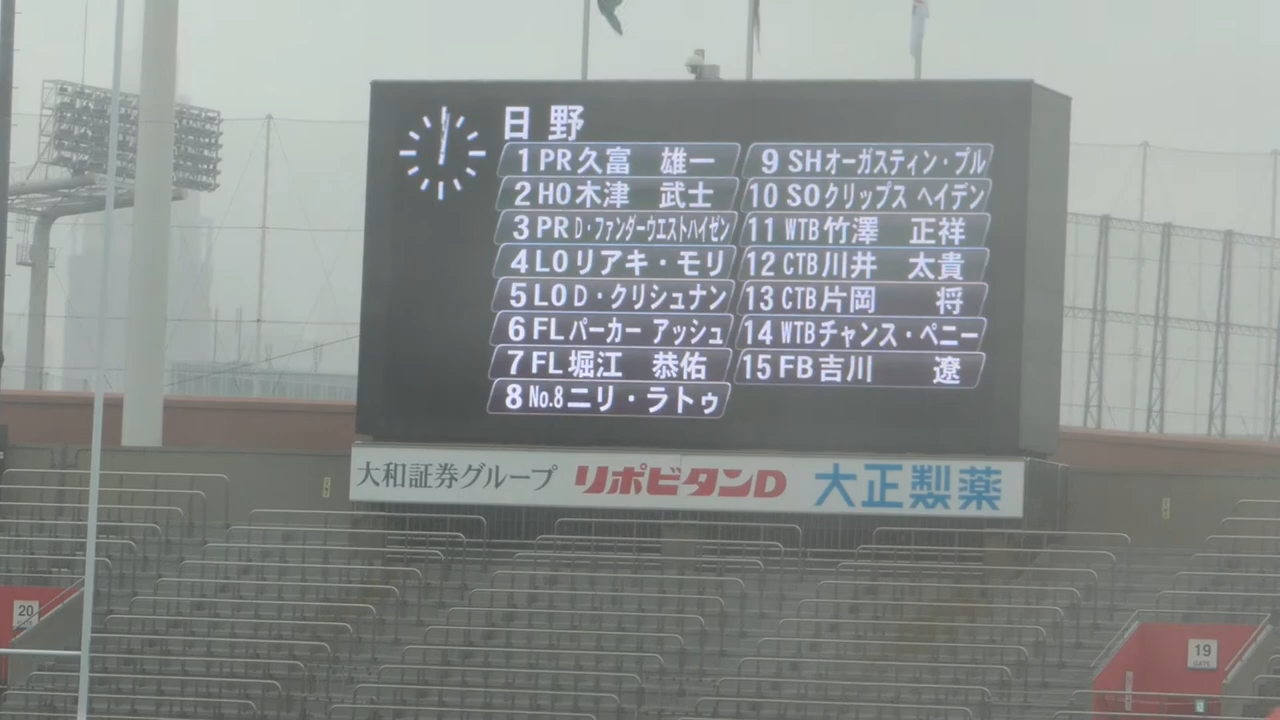 日野
1 PR 久富 雄一
2 HO 木津 武士
3 PR D・ファンダーウエストハイゼン
4 LO リアキ・モリ
5 LO D・クリシュナン
6 FL パーカー アッシュ
7 FL 堀江 恭佑
8 No.8 ニリ・ラトゥ
9 SH オーガスティン・プル
10 SO クリップス ヘイデン
11 WTB 竹澤 正祥
12 CTB 川井 太貴
13 CTB 片岡 将
14 WTB チャンス・ペニー
15 FB 吉川 遼
大和証券グループ リポビタンD 大正製薬
20
GATE
19
GATE